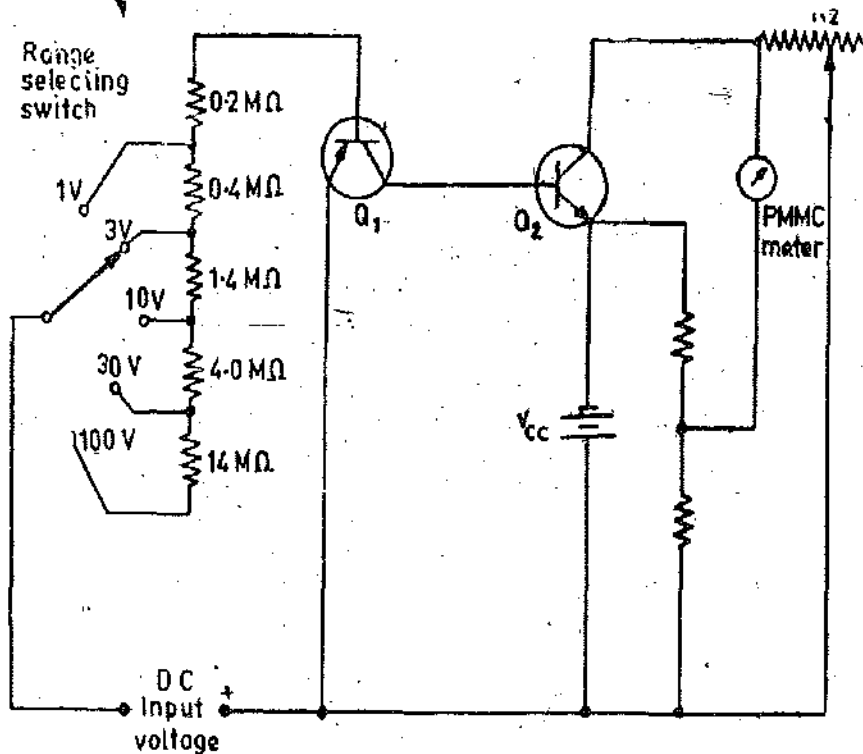 Range
selecting
switch
0.2 MΩ
0.4 MΩ
1.4 MΩ
4.0 MΩ
14 MΩ
1V
3V
10V
30 V
100 V
Q1
Q2
PMMC
meter
VCC
DC
Input
voltage
+